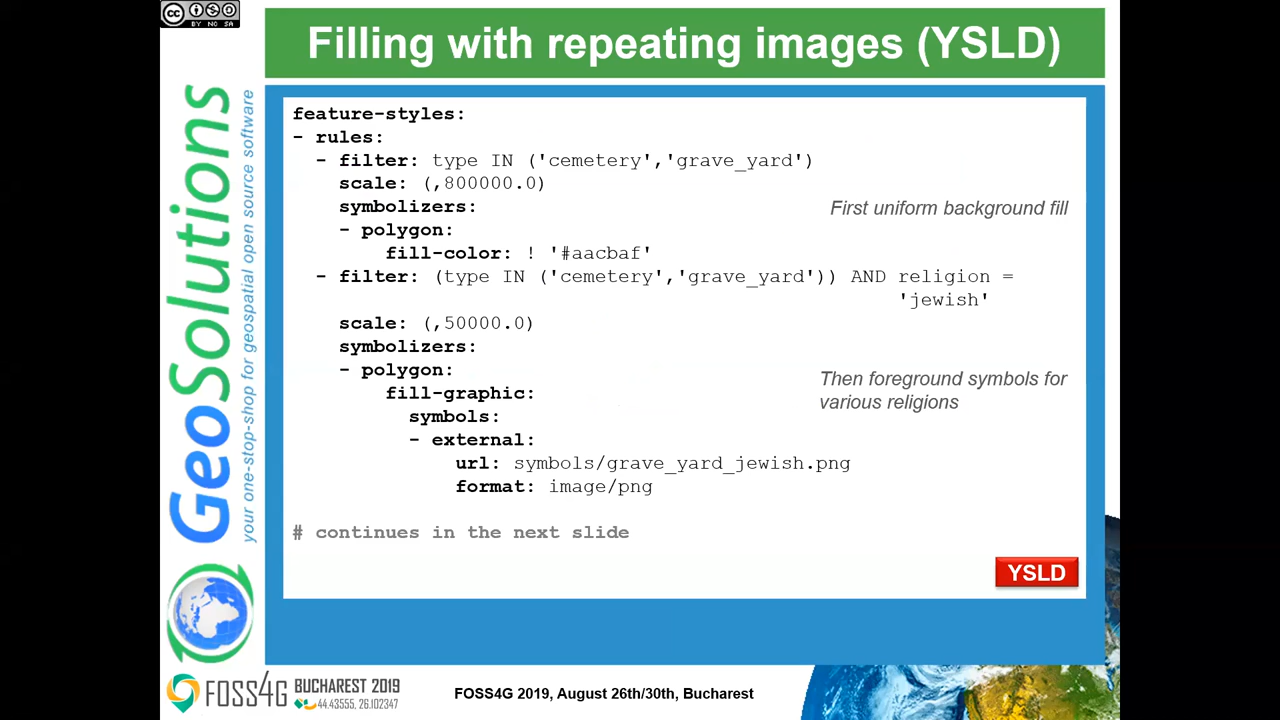 BY NC SA
Filling with repeating images (YSLD)
GeoSolutions
your one-stop-shop for geospatial open source software
feature-styles:
- rules:
- filter: type IN ('cemetery','grave_yard')
scale: (,800000.0)
symbolizers:
First uniform background fill
- polygon:
fill-color: ! '#aacbaf'
- filter: (type IN ('cemetery','grave_yard')) AND religion =
'jewish'
scale: (,50000.0)
symbolizers:
- polygon:
Then foreground symbols for
various religions
fill-graphic:
symbols:
- external:
url: symbols/grave_yard_jewish.png
format: image/png
# continues in the next slide
YSLD
FOSS4G BUCHAREST 2019
44.43555, 26.102347
FOSS4G 2019, August 26th/30th, Bucharest